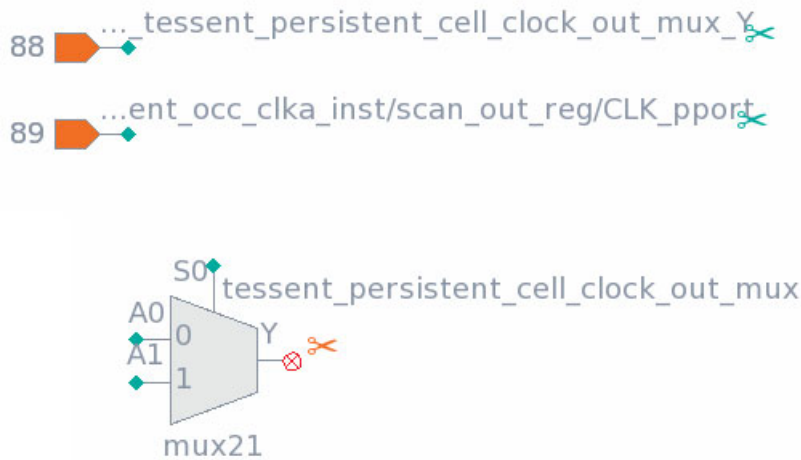 88 ..._tessent_persistent_cell_clock_out_mux_Y
89 ...ent_occ_clka_inst/scan_out_reg/CLK_pport
S0
tessent_persistent_cell_clock_out_mux
A0
0
Y
A1
1
mux21